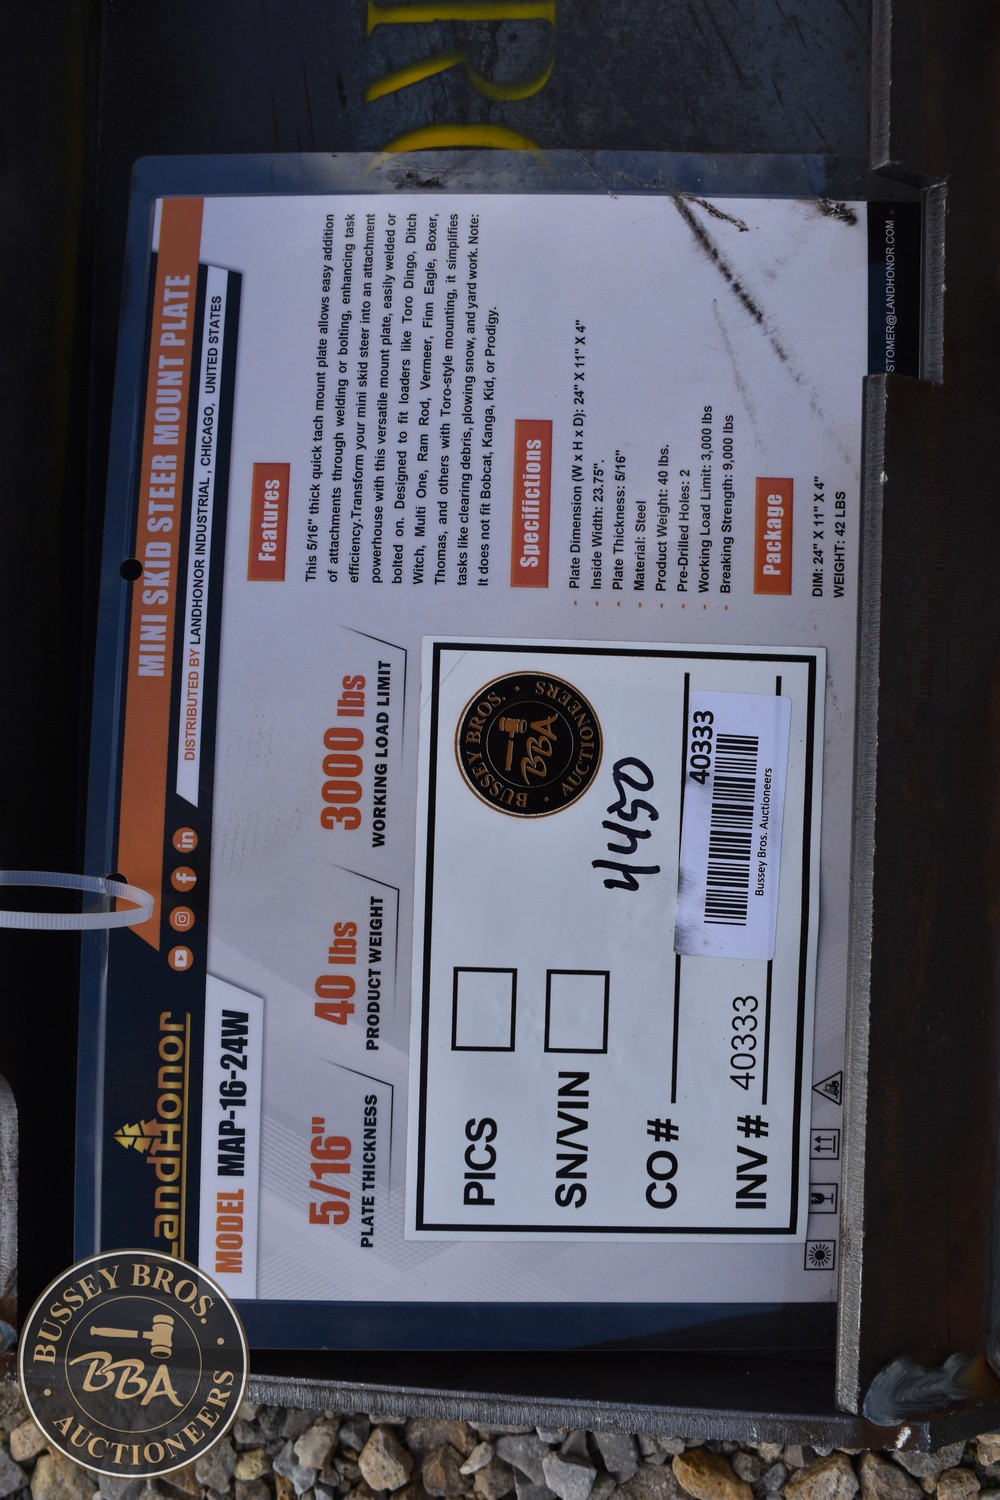 RO
LandHonor
MINI SKID STEER MOUNT PLATE
DISTRIBUTED BY LANDHONOR INDUSTRIAL , CHICAGO, UNITED STATES
MODEL MAP-16-24W
5/16"
PLATE THICKNESS
40 lbs
PRODUCT WEIGHT
3000 lbs
WORKING LOAD LIMIT
Features
This 5/16" thick quick tach mount plate allows easy addition
of attachments through welding or bolting, enhancing task
efficiency.Transform your mini skid steer into an attachment
powerhouse with this versatile mount plate, easily welded or
bolted on. Designed to fit loaders like Toro Dingo, Ditch
Witch, Multi One, Ram Rod, Vermeer, Finn Eagle, Boxer,
Thomas, and others with Toro-style mounting, it simplifies
tasks like clearing debris, plowing snow, and yard work. Note:
It does not fit Bobcat, Kanga, Kid, or Prodigy.
Specifictions
- Plate Dimension (W x H x D): 24" X 11" X 4"
- Inside Width: 23.75".
- Plate Thickness: 5/16"
- Material: Steel
- Product Weight: 40 lbs.
- Pre-Drilled Holes: 2
- Working Load Limit: 3,000 lbs
- Breaking Strength: 9,000 lbs
Package
DIM: 24" X 11" X 4"
WEIGHT: 42 LBS
STOMER@LANDHONOR.COM
PICS
SN/VIN
CO #
INV # 40333
4450
BUSSEY BROS. AUCTIONEERS
BBA
40333
Bussey Bros. Auctioneers
BUSSEY BROS.
BBA
AUCTIONEERS